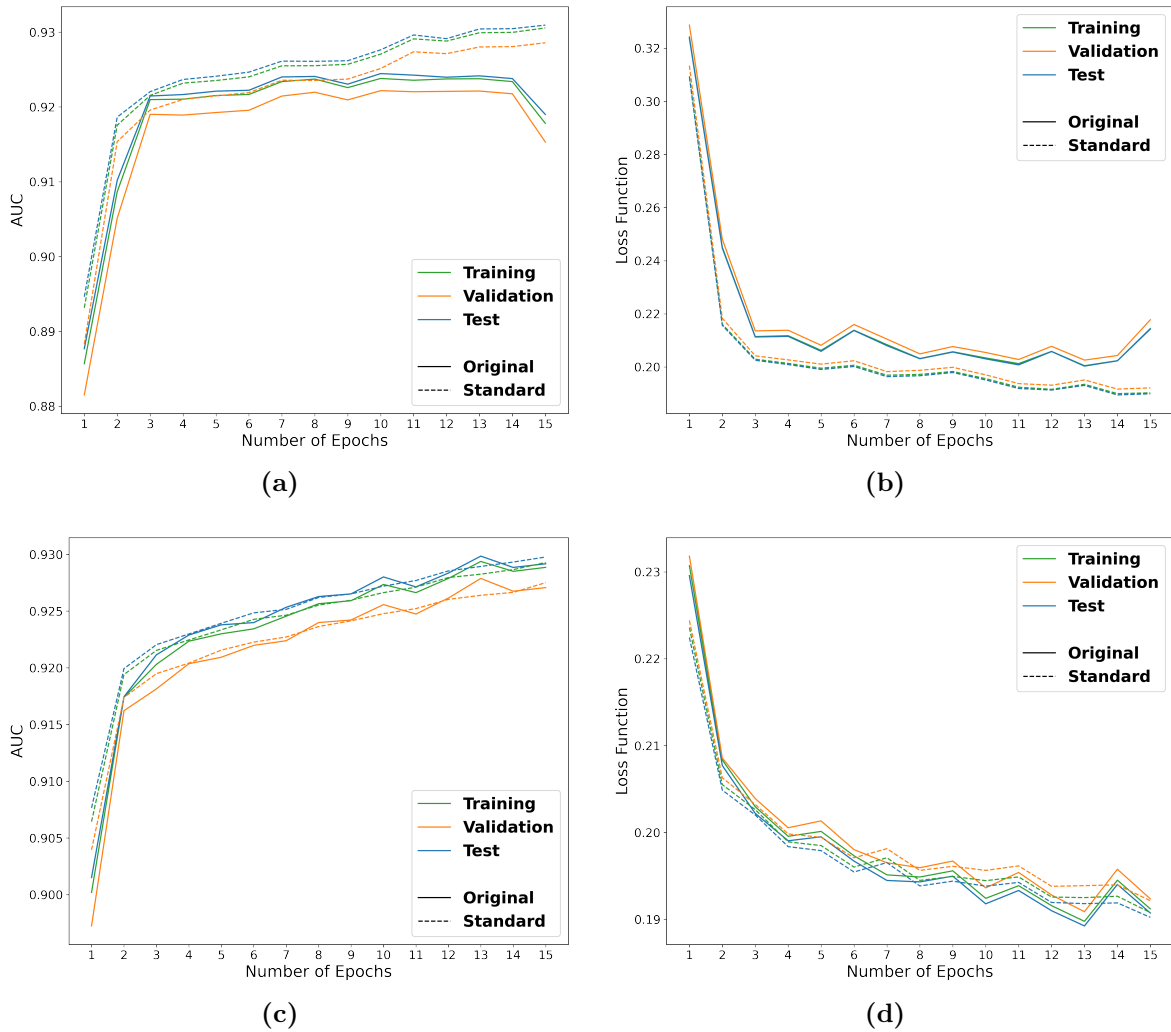 0.93
0.92
0.91
0.90
0.89
0.88
AUC
Training
Validation
Test
Original
Standard
1 2 3 4 5 6 7 8 9 10 11 12 13 14 15
Number of Epochs
(a)
0.32
0.30
0.28
0.26
0.24
0.22
0.20
Loss Function
Training
Validation
Test
Original
Standard
1 2 3 4 5 6 7 8 9 10 11 12 13 14 15
Number of Epochs
(b)
0.930
0.925
0.920
0.915
0.910
0.905
0.900
AUC
Training
Validation
Test
Original
Standard
1 2 3 4 5 6 7 8 9 10 11 12 13 14 15
Number of Epochs
(c)
0.23
0.22
0.21
0.20
0.19
Loss Function
Training
Validation
Test
Original
Standard
1 2 3 4 5 6 7 8 9 10 11 12 13 14 15
Number of Epochs
(d)